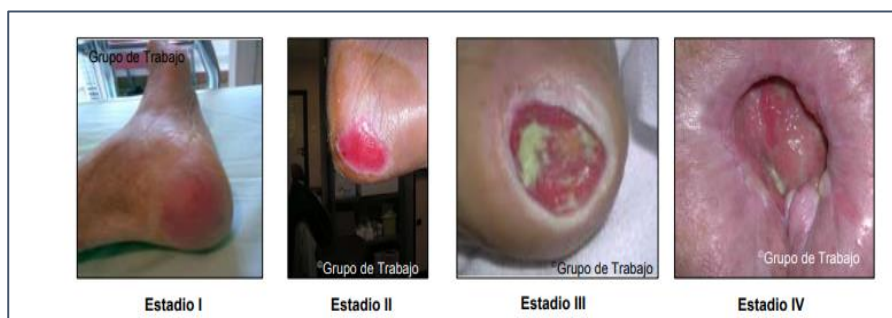 Grupo de Trabajo
©Grupo de Trabajo
©Grupo de Trabajo
©Grupo de Trabajo
Estadio I
Estadio II
Estadio III
Estadio IV